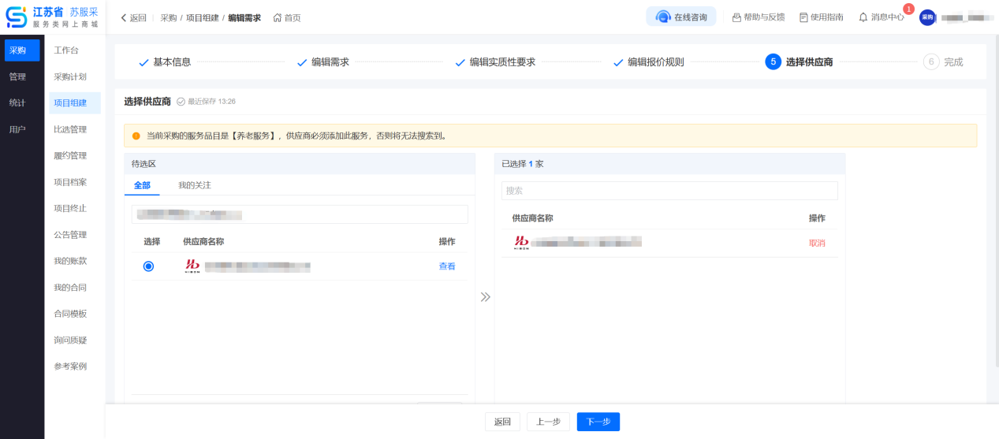 江苏省 苏服采
服务类网上商城
返回 采购 / 项目组建 / 编辑需求 首页
在线咨询 帮助与反馈 使用指南 消息中心 1 采购
采购
管理
统计
用户
工作台
采购计划
项目组建
比选管理
履约管理
项目档案
项目终止
公告管理
我的账款
我的合同
合同模板
询问质疑
参考案例
基本信息 编辑需求 编辑实质性要求 编辑报价规则 5 选择供应商 6 完成
选择供应商 最近保存 13:26
当前采购的服务品目是【养老服务】，供应商必须添加此服务，否则将无法搜索到。
待选区
全部 我的关注
选择 供应商名称 操作
HIBON 查看
已选择 1 家
搜索
供应商名称 操作
HIBON 取消
返回 上一步 下一步